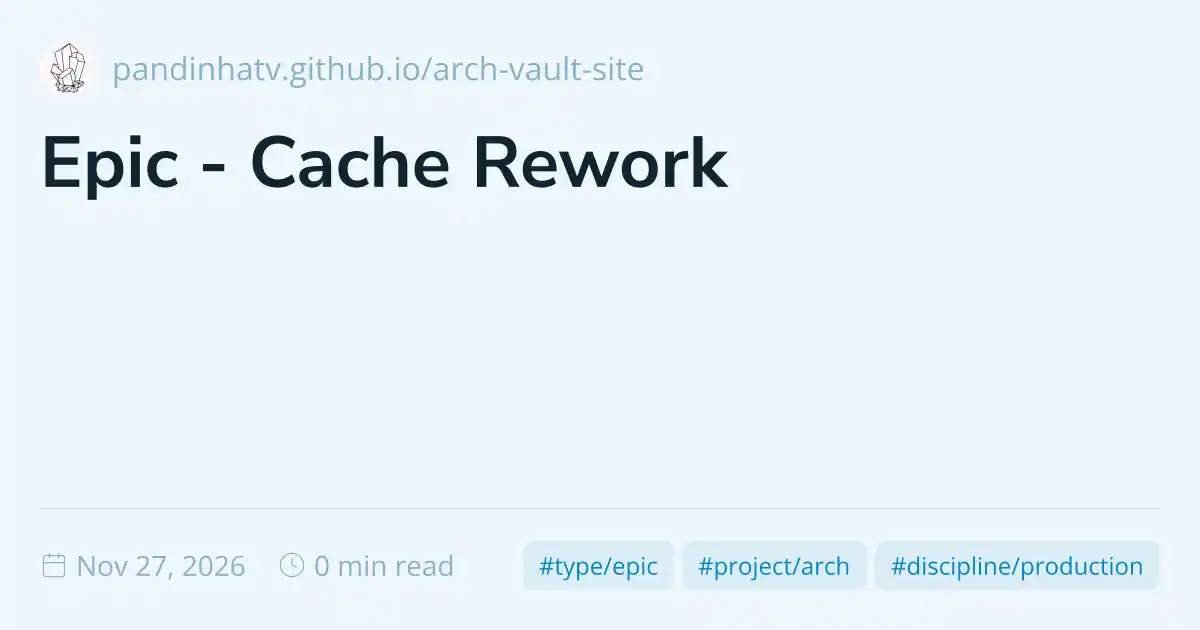 pandinhatv.github.io/arch-vault-site
Epic - Cache Rework
Nov 27, 2026 0 min read #type/epic #project/arch #discipline/production